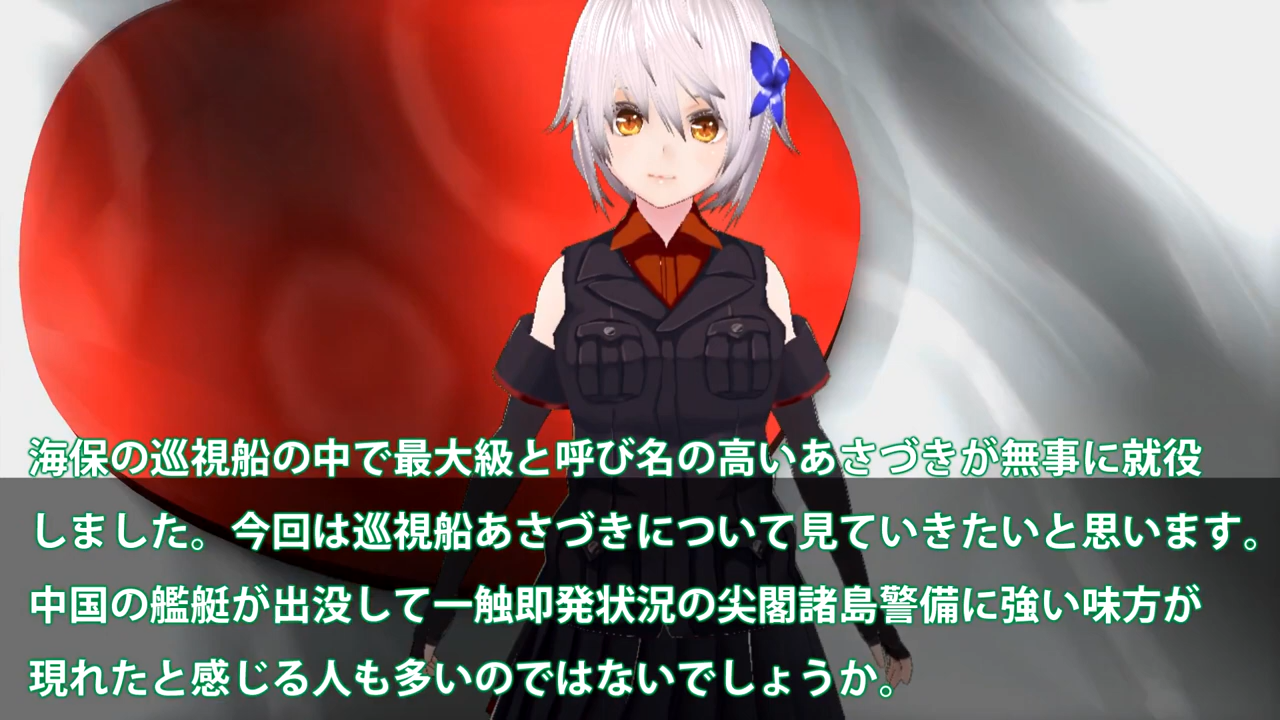 海保の巡視船の中で最大級と呼び名の高いあさづきが無事に就役
しました。 今回は巡視船あさづきについて見ていきたいと思います。
中国の艦艇が出没して一触即発状況の尖閣諸島警備に強い味方が
現れたと感じる人も多いのではないでしょうか。